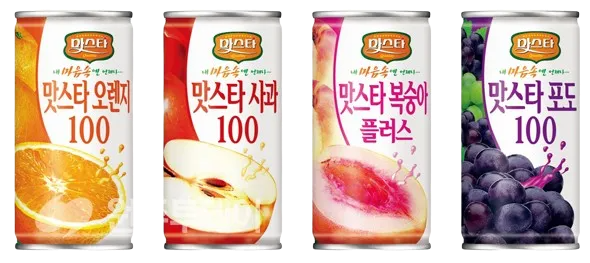 맛스타
내 마음속엔 언제나...
맛스타 오렌지
100
맛스타
내 마음속엔 언제나...
맛스타 사과
100
맛스타
내 마음속엔 언제나...
맛스타 복숭아
플러스
맛스타
내 마음속엔 언제나...
맛스타 포도
100